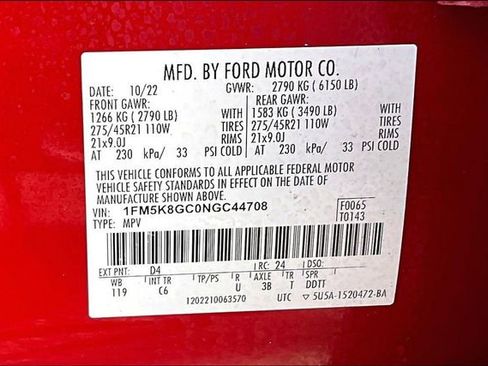 MFD. BY FORD MOTOR CO.
DATE: 10/22 GVWR: 2790 KG ( 6150 LB)
FRONT GAWR: REAR GAWR:
1266 KG ( 2790 LB) WITH 1583 KG ( 3490 LB) WITH
275/45R21 110W TIRES 275/45R21 110W TIRES
21x9.0J RIMS 21x9.0J RIMS
AT 230 kPa/ 33 PSI COLD AT 230 kPa/ 33 PSI COLD
THIS VEHICLE CONFORMS TO ALL APPLICABLE FEDERAL MOTOR
VEHICLE SAFETY STANDARDS IN EFFECT ON THE DATE OF
MANUFACTURE SHOWN ABOVE.
VIN: 1FM5K8GC0NGC44708 F0065
TYPE: MPV T0143
EXT PNT: D4 RC: 24 DSO:
WB INT TR TP/PS R AXLE TR SPR
119 C6 U 3B T DDTT
1202210063570 UTC ▽ 5U5A-1520472-BA